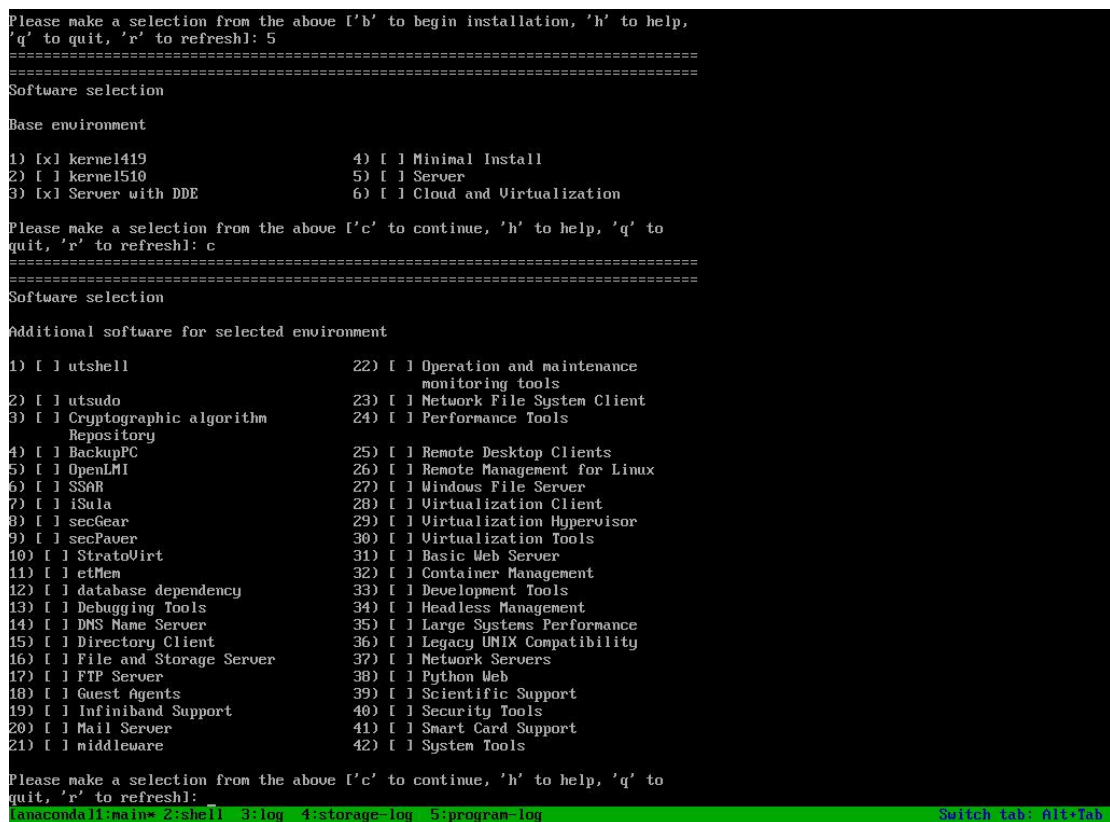 Please make a selection from the above ['b' to begin installation, 'h' to help,
'q' to quit, 'r' to refresh]: 5
================================================================================
================================================================================
Software selection
Base environment
1) [x] kernel419                        4) [ ] Minimal Install
2) [ ] kernel510                        5) [ ] Server
3) [x] Server with DDE                  6) [ ] Cloud and Virtualization
Please make a selection from the above ['c' to continue, 'h' to help, 'q' to
quit, 'r' to refresh]: c
================================================================================
================================================================================
Software selection
Additional software for selected environment
1) [ ] utshell                          22) [ ] Operation and maintenance
                                                monitoring tools
2) [ ] utsudo                           23) [ ] Network File System Client
3) [ ] Cryptographic algorithm          24) [ ] Performance Tools
       Repository
4) [ ] BackupPC                         25) [ ] Remote Desktop Clients
5) [ ] OpenLMI                          26) [ ] Remote Management for Linux
6) [ ] SSAR                             27) [ ] Windows File Server
7) [ ] iSula                            28) [ ] Virtualization Client
8) [ ] secGear                          29) [ ] Virtualization Hypervisor
9) [ ] secPaver                         30) [ ] Virtualization Tools
10) [ ] StratoVirt                      31) [ ] Basic Web Server
11) [ ] etMem                           32) [ ] Container Management
12) [ ] database dependency             33) [ ] Development Tools
13) [ ] Debugging Tools                 34) [ ] Headless Management
14) [ ] DNS Name Server                 35) [ ] Large Systems Performance
15) [ ] Directory Client                36) [ ] Legacy UNIX Compatibility
16) [ ] File and Storage Server         37) [ ] Network Servers
17) [ ] FTP Server                      38) [ ] Python Web
18) [ ] Guest Agents                    39) [ ] Scientific Support
19) [ ] Infiniband Support              40) [ ] Security Tools
20) [ ] Mail Server                     41) [ ] Smart Card Support
21) [ ] middleware                      42) [ ] System Tools
Please make a selection from the above ['c' to continue, 'h' to help, 'q' to
quit, 'r' to refresh]: _
[anaconda]1:main* 2:shell  3:log  4:storage-log  5:program-log                Switch tab: Alt+Tab